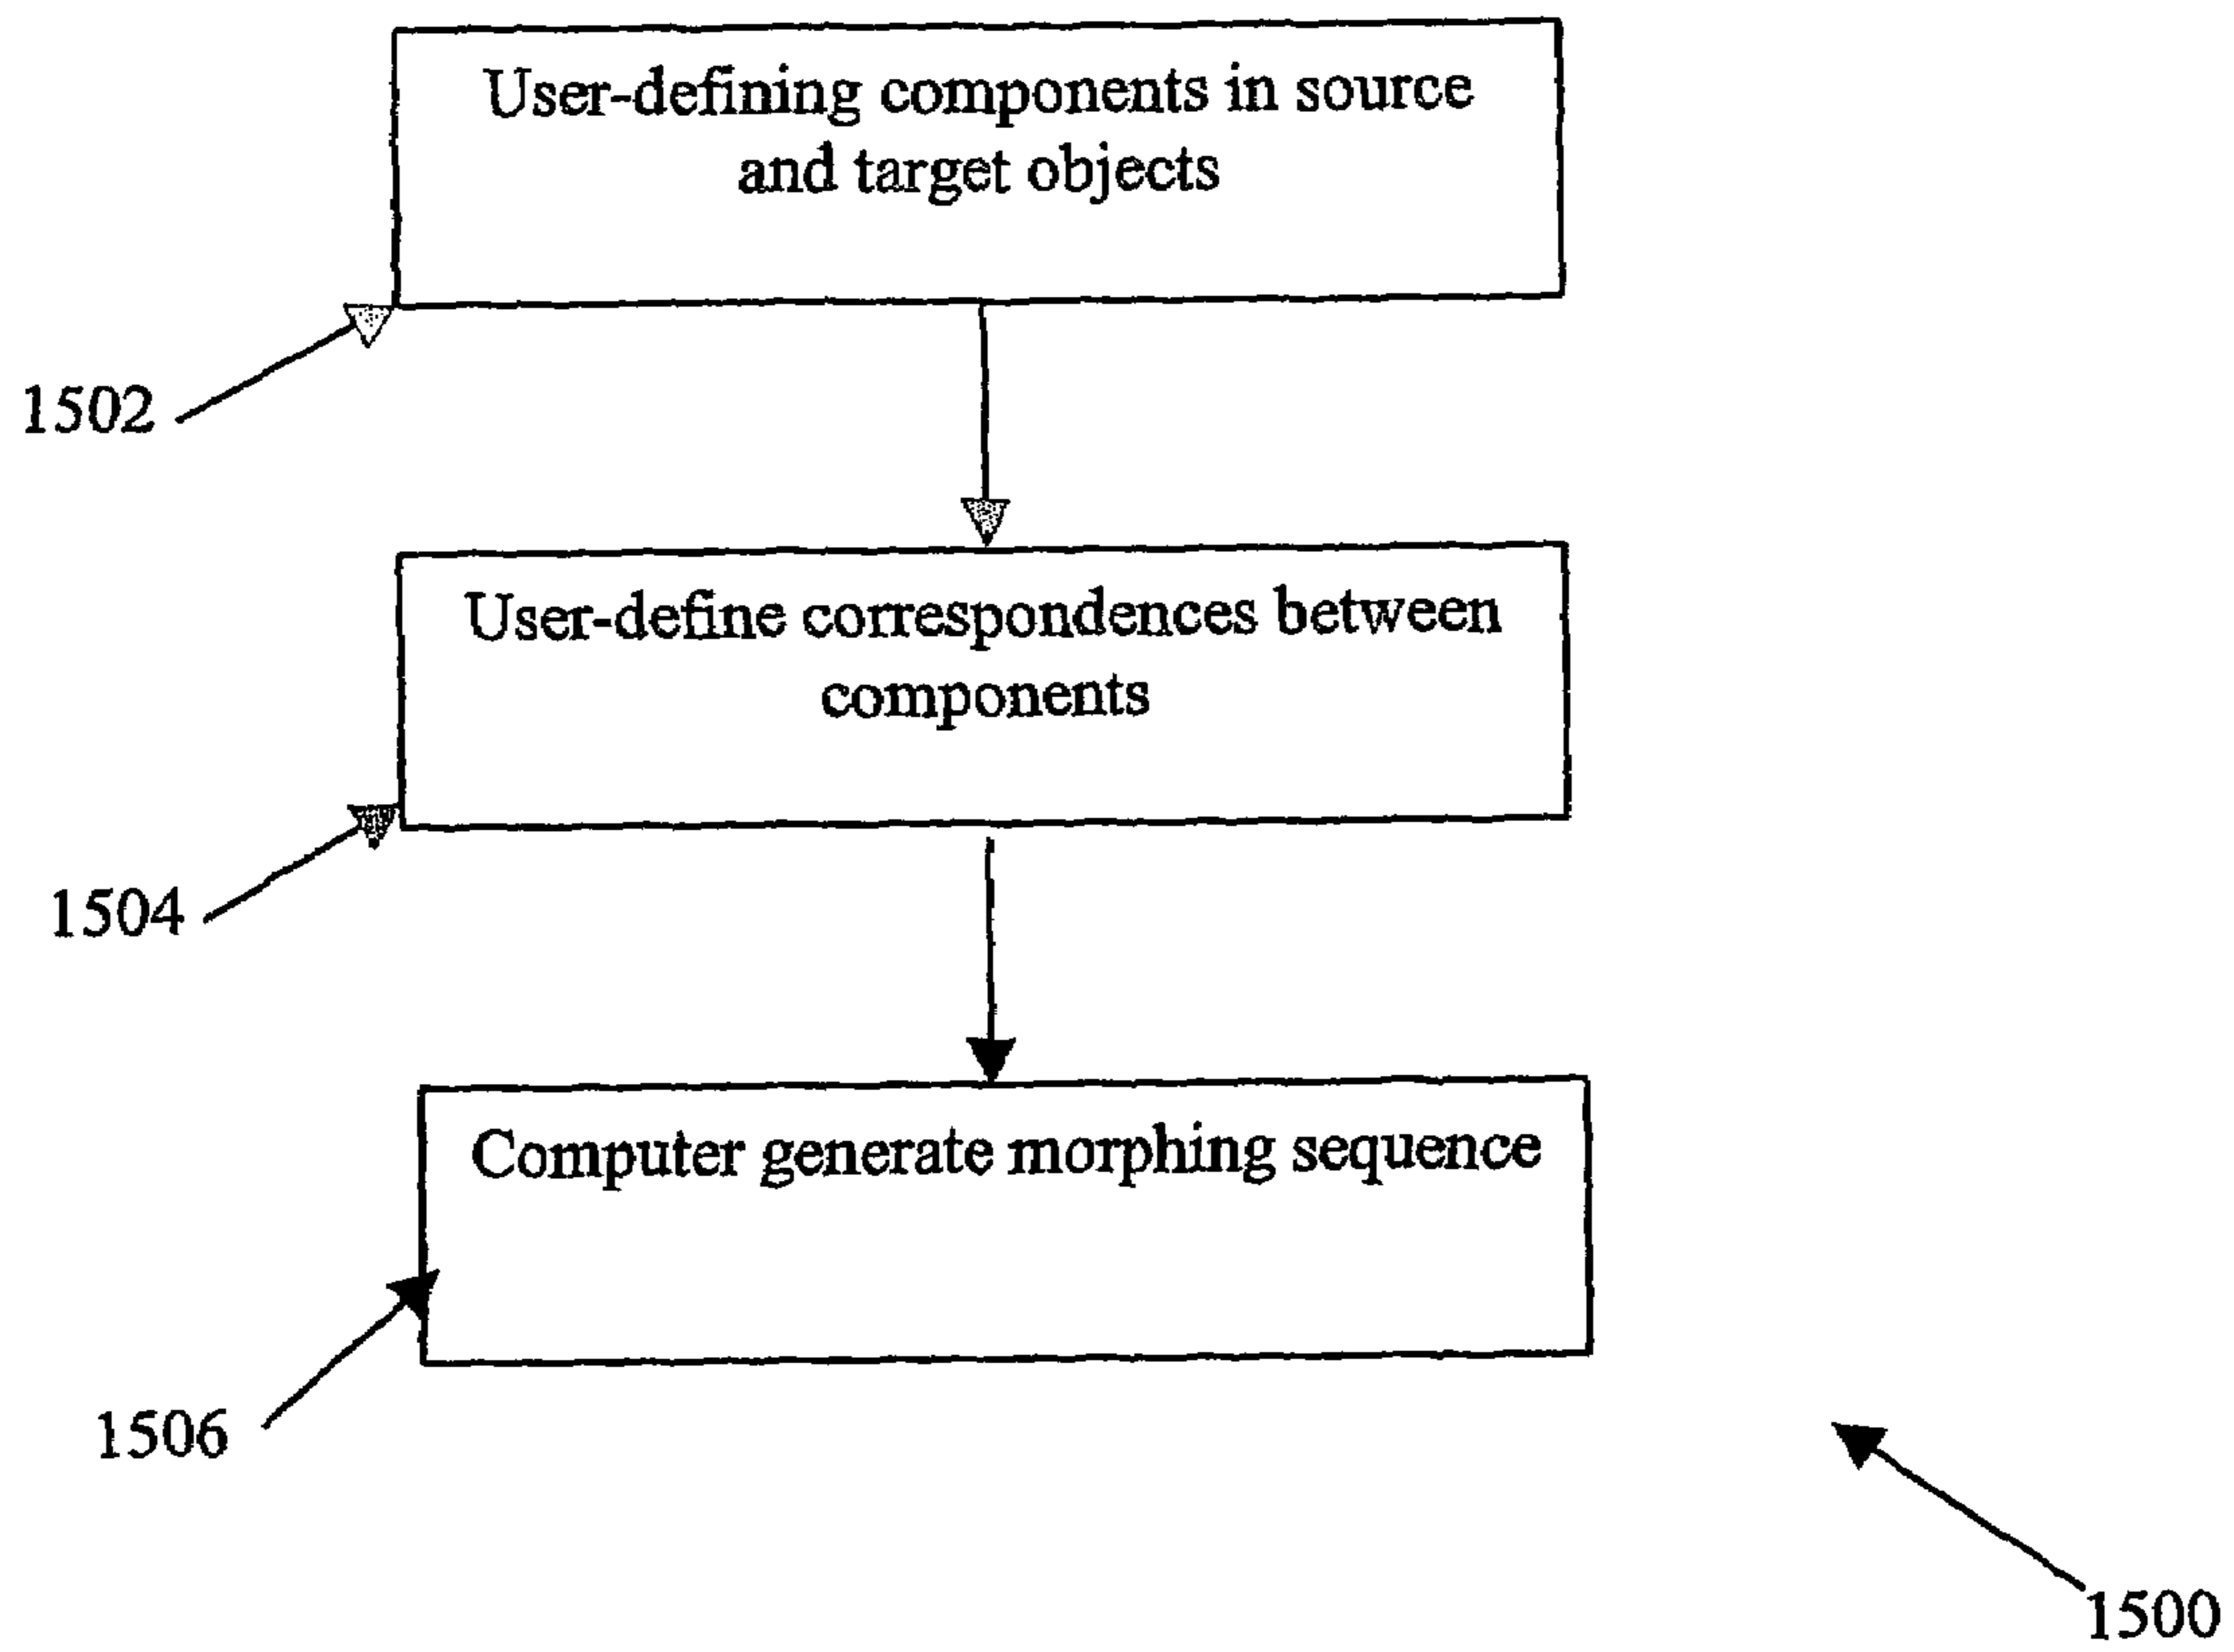 User-defining components in source
and target objects
1502
User-define correspondences between
components
1504
Computer generate morphing sequence
1506
1500